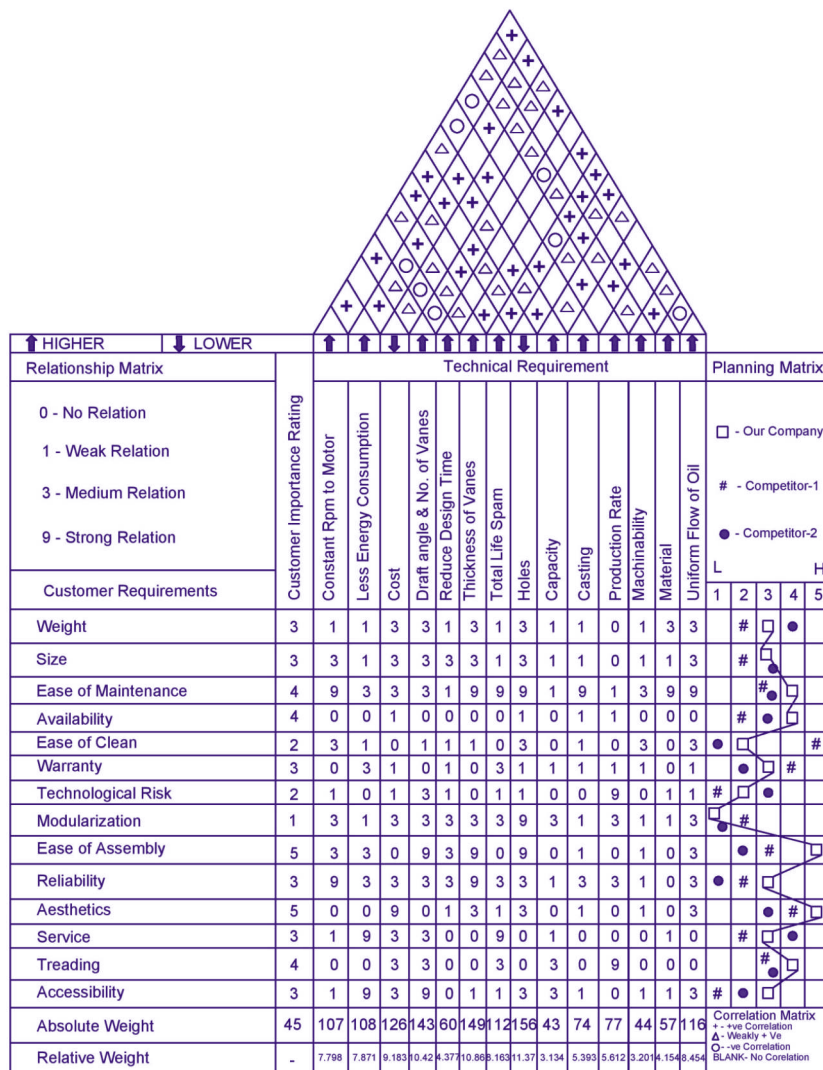 HIGHER LOWER
Relationship Matrix Technical Requirement Planning Matrix
0 - No Relation
1 - Weak Relation
3 - Medium Relation
9 - Strong Relation
Customer Requirements
Customer Importance Rating
Constant Rpm to Motor
Less Energy Consumption
Cost
Draft angle & No. of Vanes
Reduce Design Time
Thickness of Vanes
Total Life Spam
Holes
Capacity
Casting
Production Rate
Machinability
Material
Uniform Flow of Oil
- Our Company
# - Competitor-1
- Competitor-2
L H
1 2 3 4 5
Weight 3 1 1 3 3 1 3 1 3 1 1 0 1 3 3 #
Size 3 3 1 3 3 3 3 1 3 1 1 0 1 1 3 #
Ease of Maintenance 4 9 3 3 3 1 9 9 9 1 9 1 3 9 9 #
Availability 4 0 0 1 0 0 0 0 1 0 1 1 0 0 0 #
Ease of Clean 2 3 1 0 1 1 1 0 3 0 1 0 3 0 3 #
Warranty 3 0 3 1 0 1 0 3 1 1 1 1 1 0 1 #
Technological Risk 2 1 0 1 3 1 0 1 1 0 0 9 0 1 1 #
Modularization 1 3 1 3 3 3 3 3 9 3 1 3 1 1 3 #
Ease of Assembly 5 3 3 0 9 3 9 0 9 0 1 0 1 0 3 #
Reliability 3 9 3 3 3 3 9 3 3 1 3 3 1 0 3 #
Aesthetics 5 0 0 9 0 1 3 1 3 0 1 0 1 0 3 #
Service 3 1 9 3 3 0 0 9 0 1 0 0 0 1 0 #
Treading 4 0 0 3 3 0 0 3 0 3 0 9 0 0 0 #
Accessibility 3 1 9 3 9 0 1 1 3 3 1 0 1 1 3 #
Absolute Weight 45 107 108 126 143 60 149 112 156 43 74 77 44 57 116
Relative Weight - 7.798 7.871 9.183 10.42 4.377 10.86 8.163 11.37 3.134 5.393 5.612 3.201 4.154 8.454
Correlation Matrix
+ - +ve Correlation
- Weakly + Ve
- -ve Correlation
BLANK- No Corelation